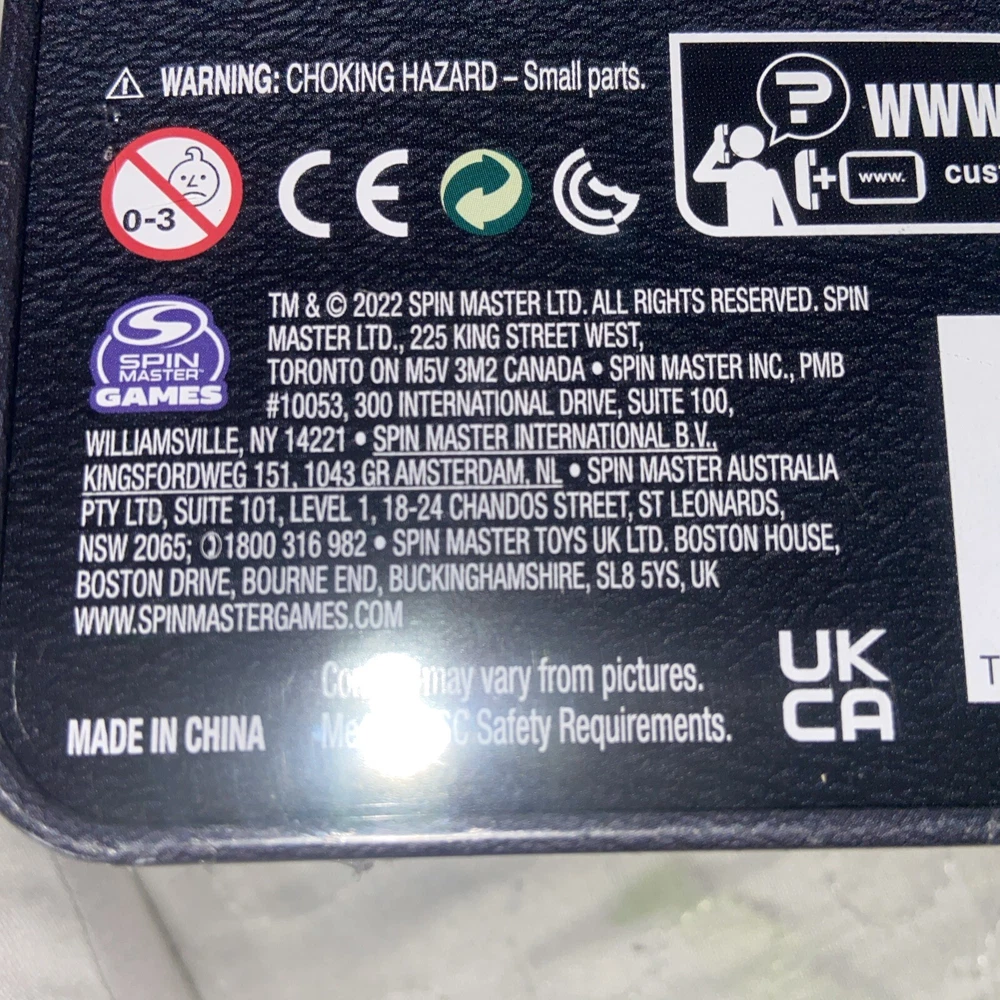 WARNING: CHOKING HAZARD – Small parts.
0-3
CE
?
WWW
www.
SPIN
MASTER™
GAMES
TM & © 2022 SPIN MASTER LTD. ALL RIGHTS RESERVED. SPIN
MASTER LTD., 225 KING STREET WEST,
TORONTO ON M5V 3M2 CANADA • SPIN MASTER INC., PMB
#10053, 300 INTERNATIONAL DRIVE, SUITE 100,
WILLIAMSVILLE, NY 14221 • SPIN MASTER INTERNATIONAL B.V.,
KINGSFORDWEG 151, 1043 GR AMSTERDAM, NL • SPIN MASTER AUSTRALIA
PTY LTD, SUITE 101, LEVEL 1, 18-24 CHANDOS STREET, ST LEONARDS,
NSW 2065; 1800 316 982 • SPIN MASTER TOYS UK LTD. BOSTON HOUSE,
BOSTON DRIVE, BOURNE END, BUCKINGHAMSHIRE, SL8 5YS, UK
WWW.SPINMASTERGAMES.COM
may vary from pictures.
Safety Requirements.
MADE IN CHINA
UK
CA